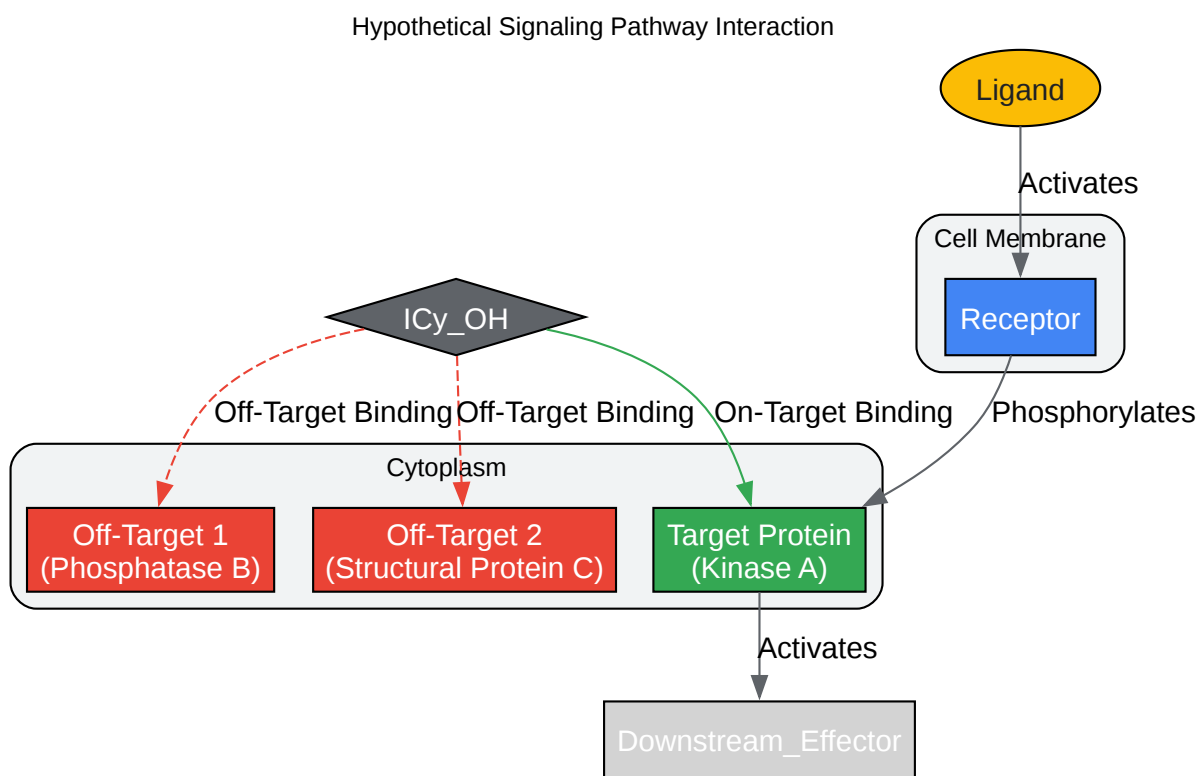 Hypothetical Signaling Pathway Interaction
Ligand
Activates
Cell Membrane
Receptor
ICy_OH
Off-Target Binding
Off-Target Binding
On-Target Binding
Phosphorylates
Cytoplasm
Off-Target 1
(Phosphatase B)
Off-Target 2
(Structural Protein C)
Target Protein
(Kinase A)
Activates
Downstream_Effector